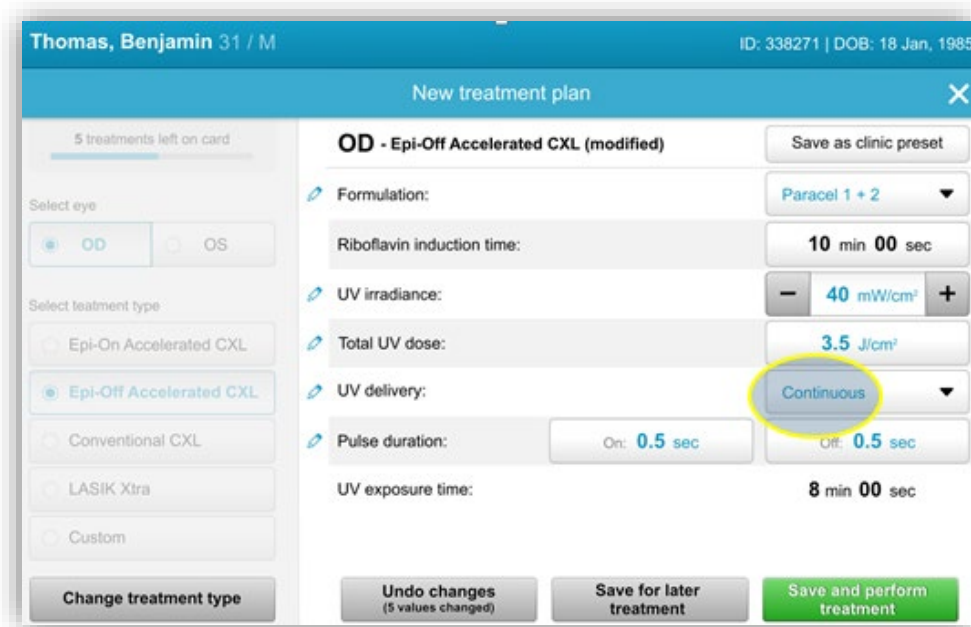 Thomas, Benjamin 31 / M
ID: 338271 | DOB: 18 Jan, 1985
New treatment plan
5 treatments left on card
Select eye
OD
OS
Select teatment type
Epi-On Accelerated CXL
Epi-Off Accelerated CXL
Conventional CXL
LASIK Xtra
Custom
Change treatment type
OD - Epi-Off Accelerated CXL (modified)
Save as clinic preset
Formulation:
Paracel 1 + 2
Riboflavin induction time:
10 min 00 sec
UV irradiance:
− 40 mW/cm² +
Total UV dose:
3.5 J/cm²
UV delivery:
Continuous
Pulse duration:
On: 0.5 sec
Off: 0.5 sec
UV exposure time:
8 min 00 sec
Undo changes
(5 values changed)
Save for later
treatment
Save and perform
treatment